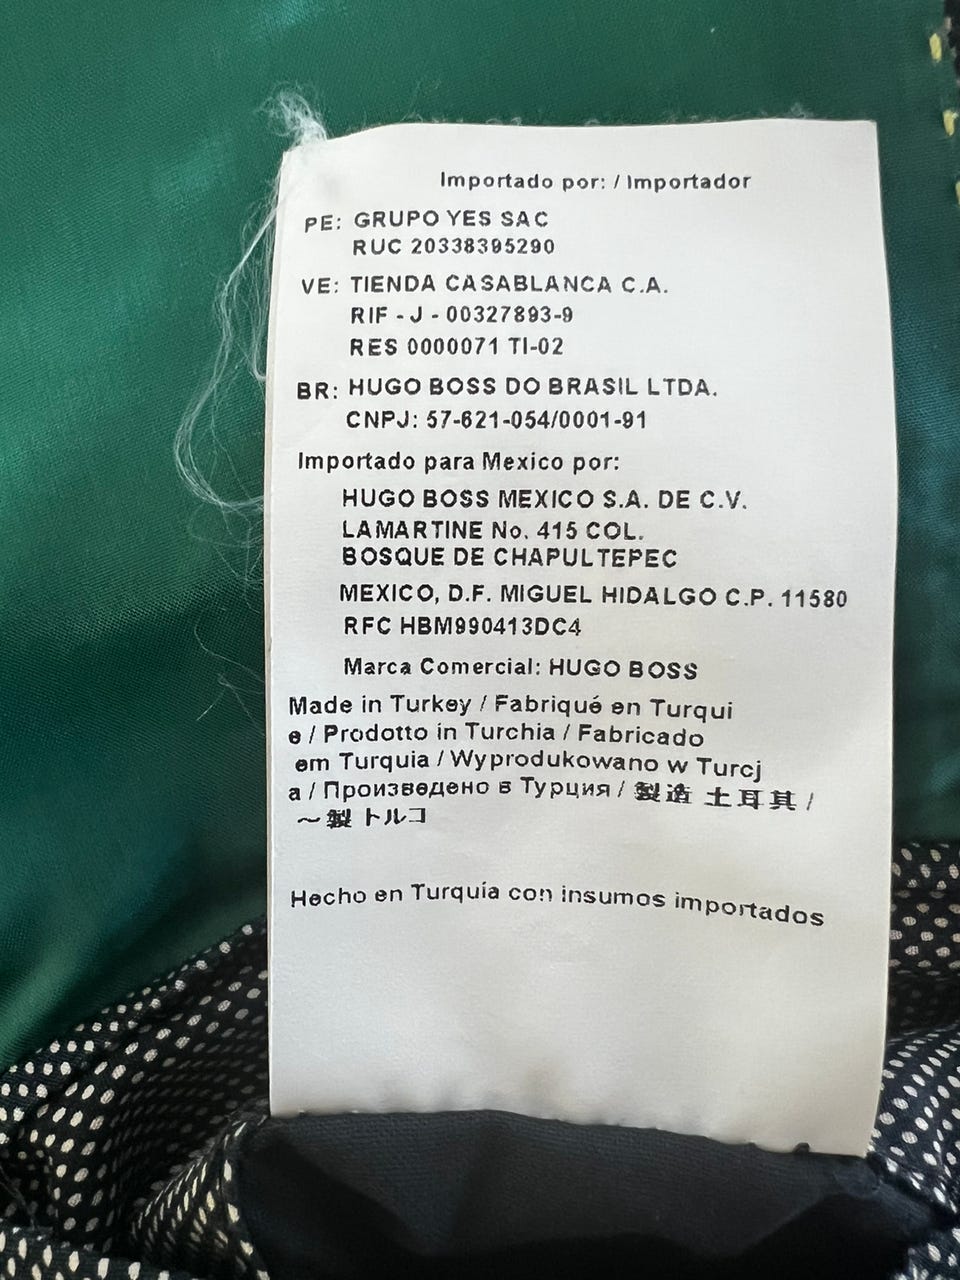 Importado por: / Importador
PE: GRUPO YES SAC
RUC 20338395290
VE: TIENDA CASABLANCA C.A.
RIF - J - 00327893-9
RES 0000071 TI-02
BR: HUGO BOSS DO BRASIL LTDA.
CNPJ: 57-621-054/0001-91
Importado para Mexico por:
HUGO BOSS MEXICO S.A. DE C.V.
LAMARTINE No. 415 COL.
BOSQUE DE CHAPULTEPEC
MEXICO, D.F. MIGUEL HIDALGO C.P. 11580
RFC HBM990413DC4
Marca Comercial: HUGO BOSS
Made in Turkey / Fabriqué en Turqui
e / Prodotto in Turchia / Fabricado
em Turquia / Wyprodukowano w Turcj
a / Произведено в Турция / 製造 土耳其 /
～製 トルコ
Hecho en Turquía con insumos importados